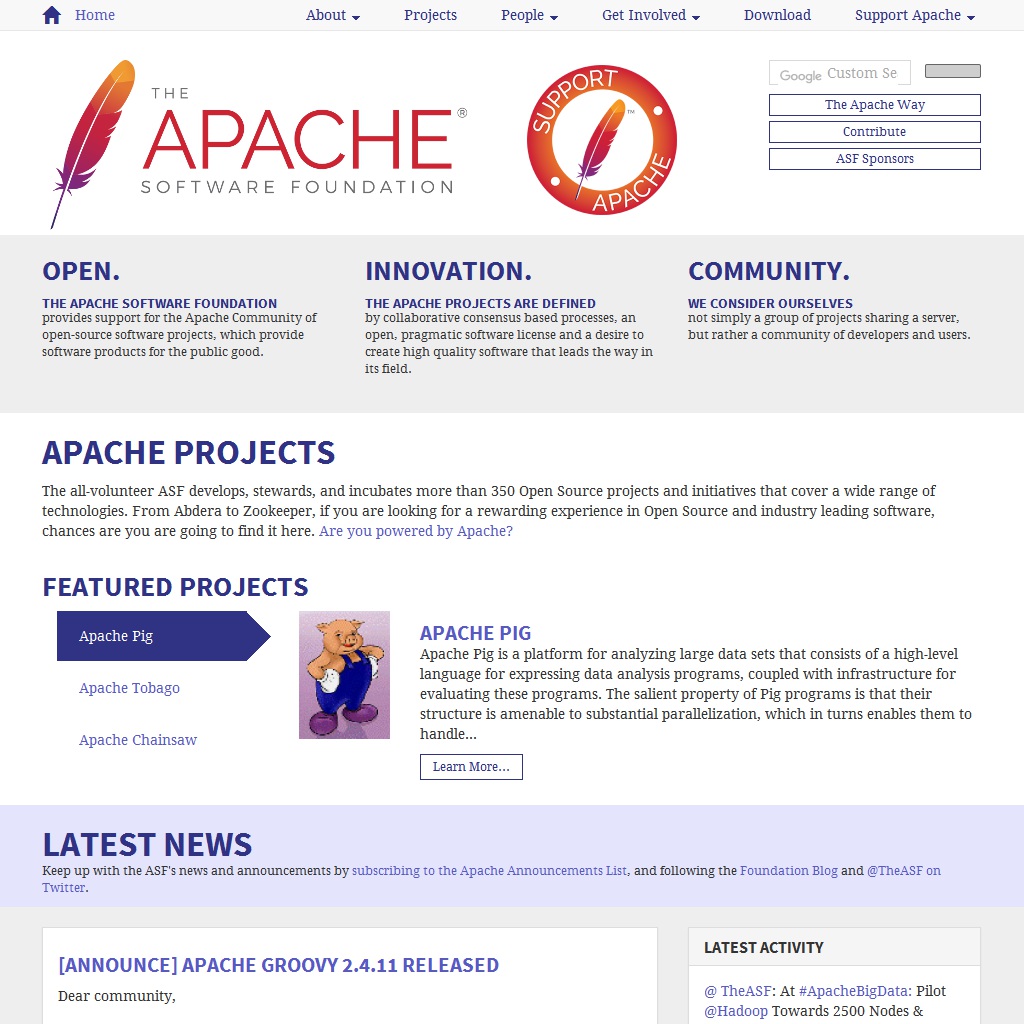 Home
About
Projects
People
Get Involved
Download
Support Apache
THE
APACHE®
SOFTWARE FOUNDATION
SUPPORT
™
APACHE
Google Custom Se
The Apache Way
Contribute
ASF Sponsors
OPEN.
THE APACHE SOFTWARE FOUNDATION
provides support for the Apache Community of
open-source software projects, which provide
software products for the public good.
INNOVATION.
THE APACHE PROJECTS ARE DEFINED
by collaborative consensus based processes, an
open, pragmatic software license and a desire to
create high quality software that leads the way in
its field.
COMMUNITY.
WE CONSIDER OURSELVES
not simply a group of projects sharing a server,
but rather a community of developers and users.
APACHE PROJECTS
The all-volunteer ASF develops, stewards, and incubates more than 350 Open Source projects and initiatives that cover a wide range of
technologies. From Abdera to Zookeeper, if you are looking for a rewarding experience in Open Source and industry leading software,
chances are you are going to find it here. Are you powered by Apache?
FEATURED PROJECTS
Apache Pig
Apache Tobago
Apache Chainsaw
APACHE PIG
Apache Pig is a platform for analyzing large data sets that consists of a high-level
language for expressing data analysis programs, coupled with infrastructure for
evaluating these programs. The salient property of Pig programs is that their
structure is amenable to substantial parallelization, which in turns enables them to
handle...
Learn More...
LATEST NEWS
Keep up with the ASF's news and announcements by subscribing to the Apache Announcements List, and following the Foundation Blog and @TheASF on
Twitter.
[ANNOUNCE] APACHE GROOVY 2.4.11 RELEASED
Dear community,
LATEST ACTIVITY
@ TheASF: At #ApacheBigData: Pilot
@Hadoop Towards 2500 Nodes &